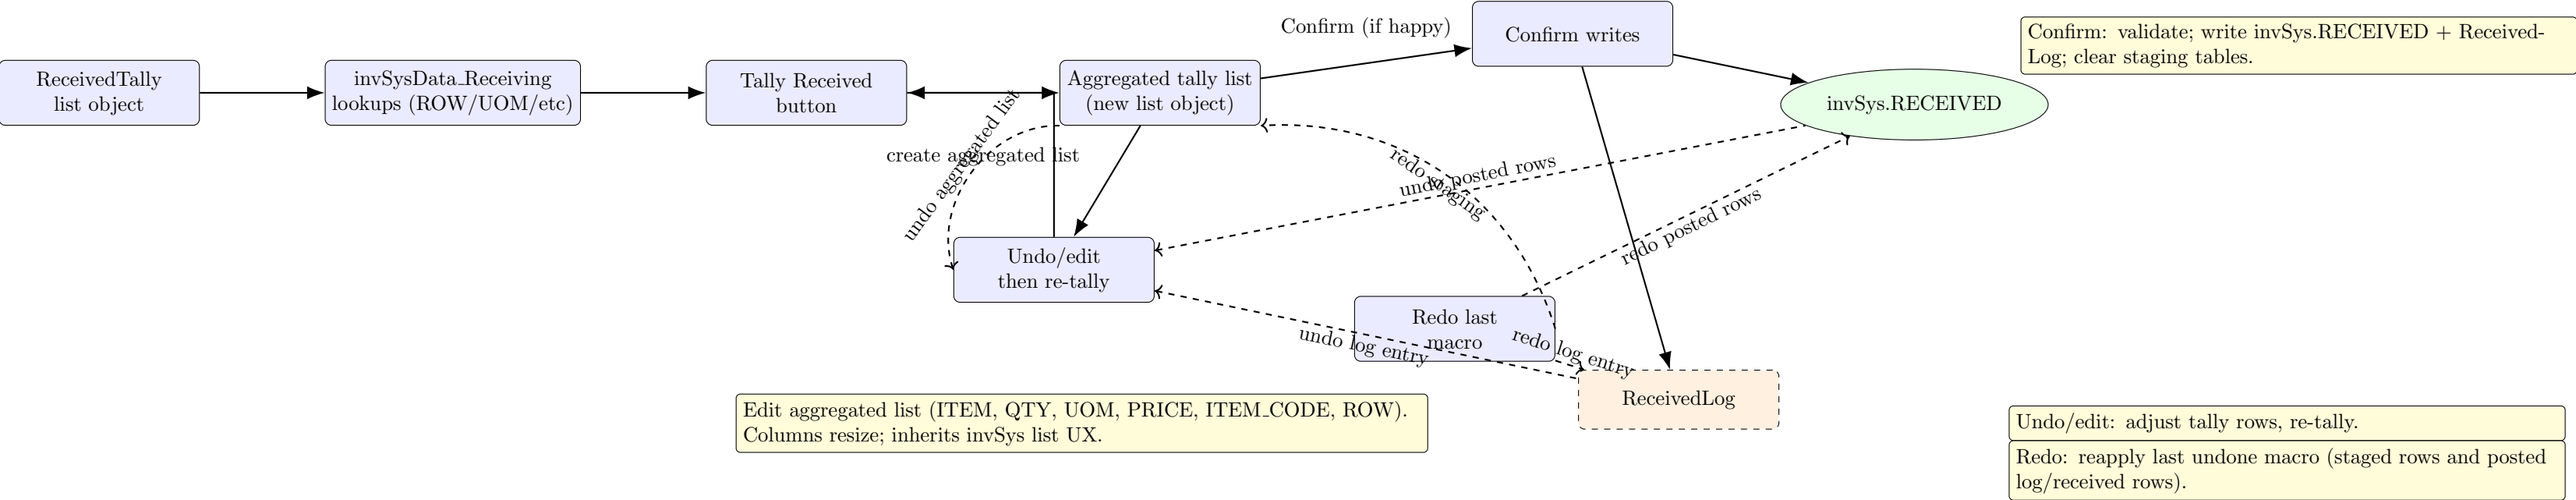 ReceivedTally
list object
invSysData_Receiving
lookups (ROW/UOM/etc)
Tally Received
button
Aggregated tally list
(new list object)
Confirm (if happy)
Confirm writes
invSys.RECEIVED
Confirm: validate; write invSys.RECEIVED + Received-
Log; clear staging tables.
create aggregated list
undo aggregated list
Undo/edit
then re-tally
redo staging
undo posted rows
redo posted rows
Redo last
macro
undo log entry
redo log entry
ReceivedLog
Edit aggregated list (ITEM, QTY, UOM, PRICE, ITEM_CODE, ROW).
Columns resize; inherits invSys list UX.
Undo/edit: adjust tally rows, re-tally.
Redo: reapply last undone macro (staged rows and posted
log/received rows).